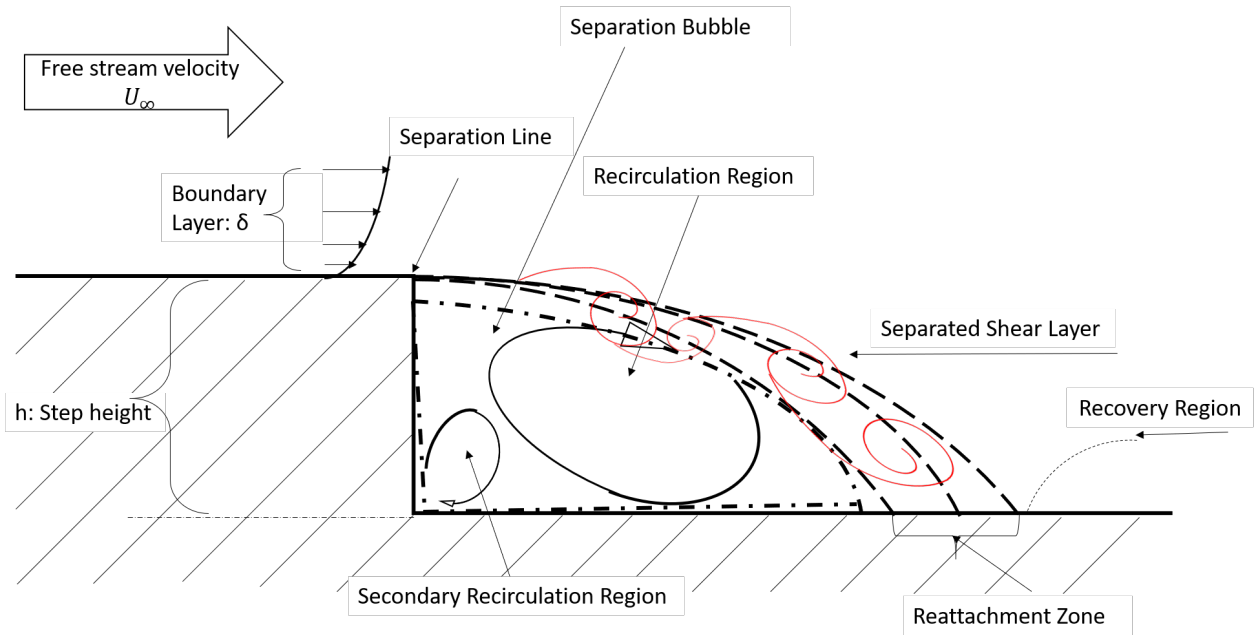 Separation Bubble
Free stream velocity
U∞
Separation Line
Recirculation Region
Boundary
Layer: δ
Separated Shear Layer
h: Step height
Recovery Region
Secondary Recirculation Region
Reattachment Zone